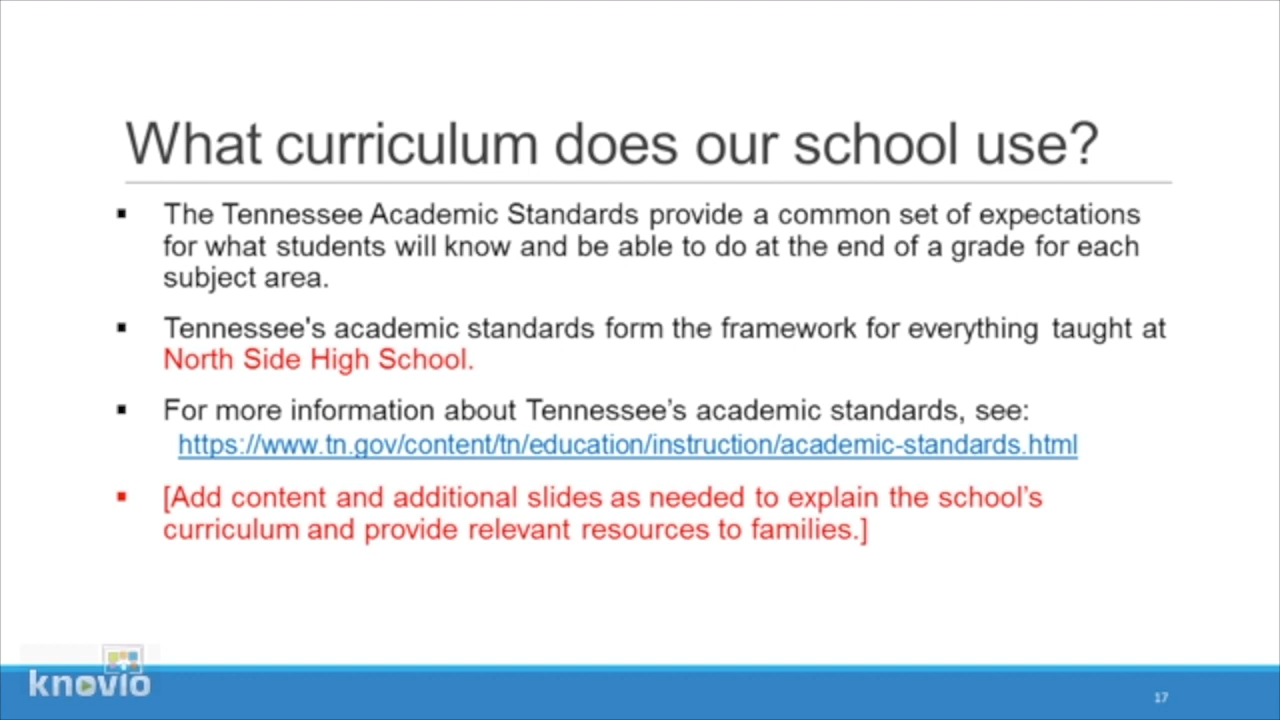 What curriculum does our school use?
▪ The Tennessee Academic Standards provide a common set of expectations
for what students will know and be able to do at the end of a grade for each
subject area.
▪ Tennessee's academic standards form the framework for everything taught at
North Side High School.
▪ For more information about Tennessee’s academic standards, see:
https://www.tn.gov/content/tn/education/instruction/academic-standards.html
▪ [Add content and additional slides as needed to explain the school’s
curriculum and provide relevant resources to families.]
knovio
17